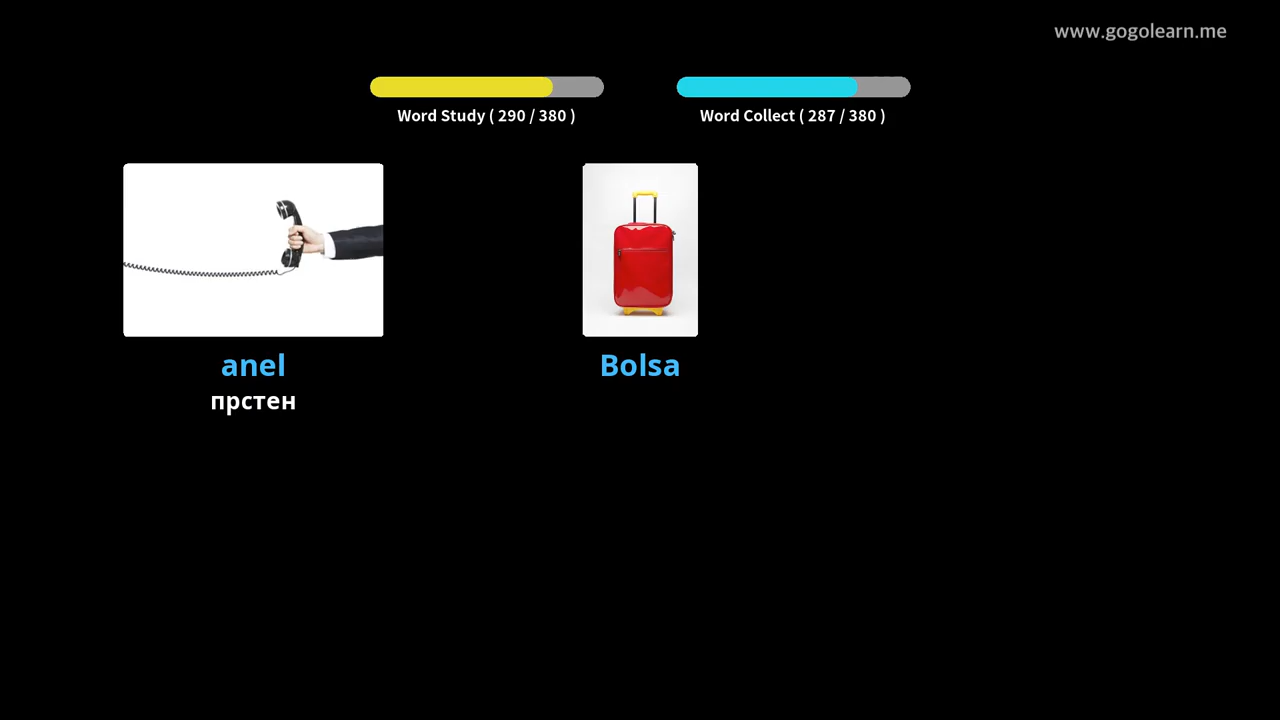 www.gogolearn.me
Word Study ( 290 / 380 )
Word Collect ( 287 / 380 )
anel
прстен
Bolsa